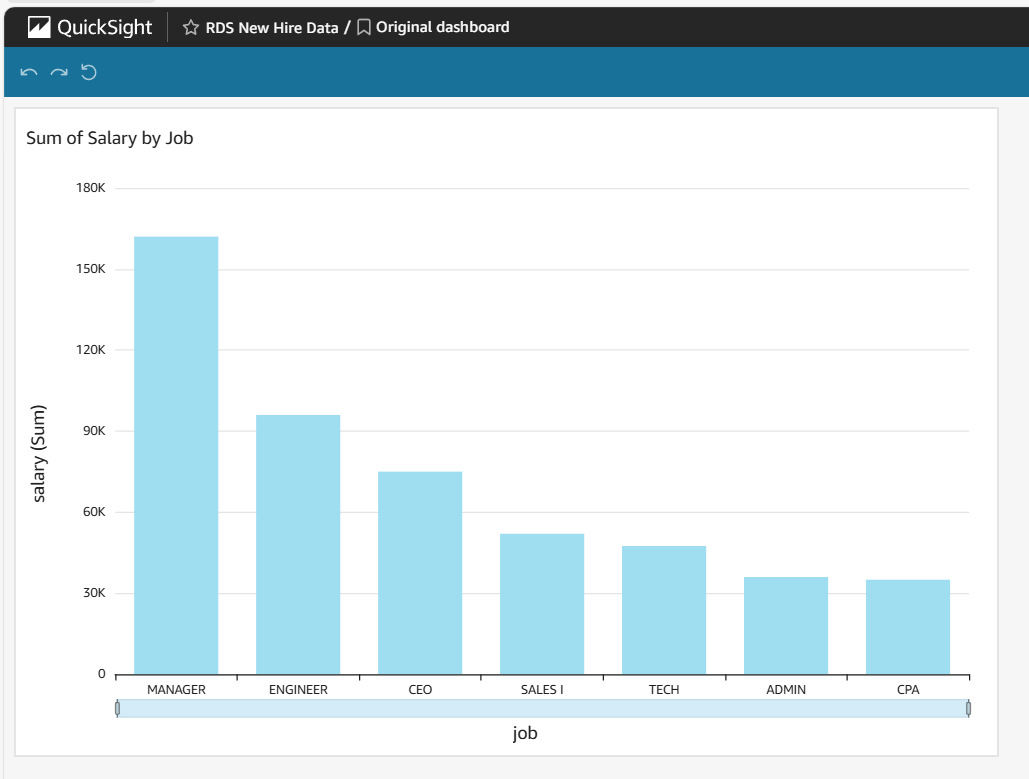 QuickSight RDS New Hire Data / Original dashboard
Sum of Salary by Job
180K
150K
120K
90K
60K
30K
0
salary (Sum)
MANAGER ENGINEER CEO SALES I TECH ADMIN CPA
job